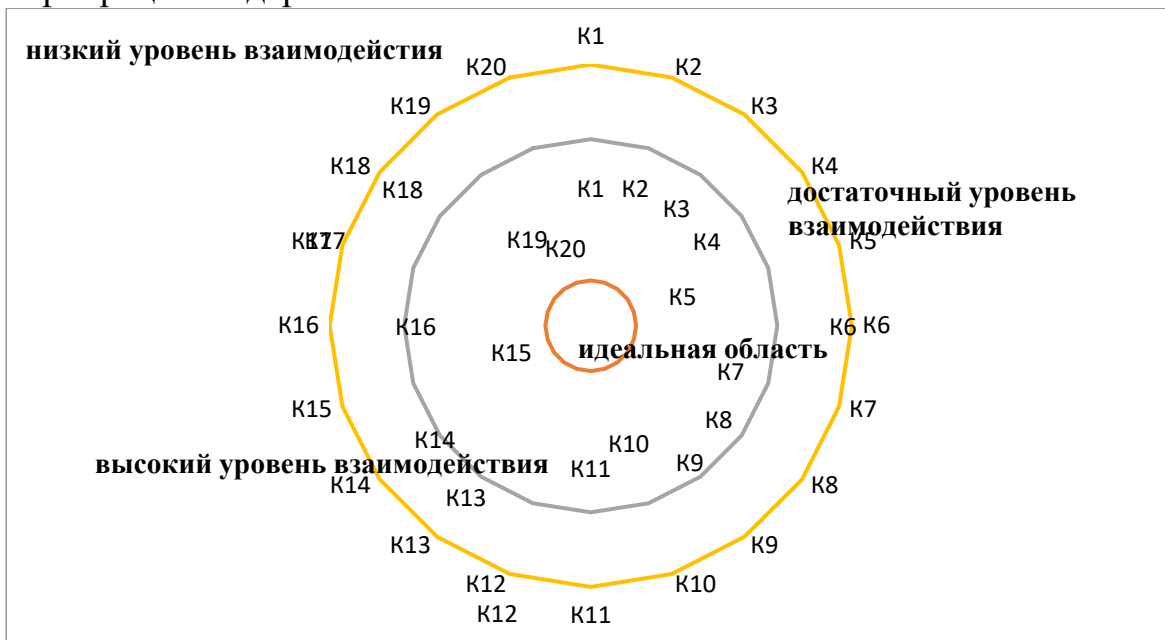 К1
низкий уровень взаимодейстия
К20
К2
К19
К3
К18
К4
К18
К1
К2
достаточный уровень
взаимодействия
К3
К19
К20
К4
К17
К5
К5
К16
К16
К6
К6
К15
идеальная область
К7
К15
К7
К8
К14
К10
К9
К11
высокий уровень взаимодействия
К14
К13
К8
К13
К9
К12
К10
К12
К11